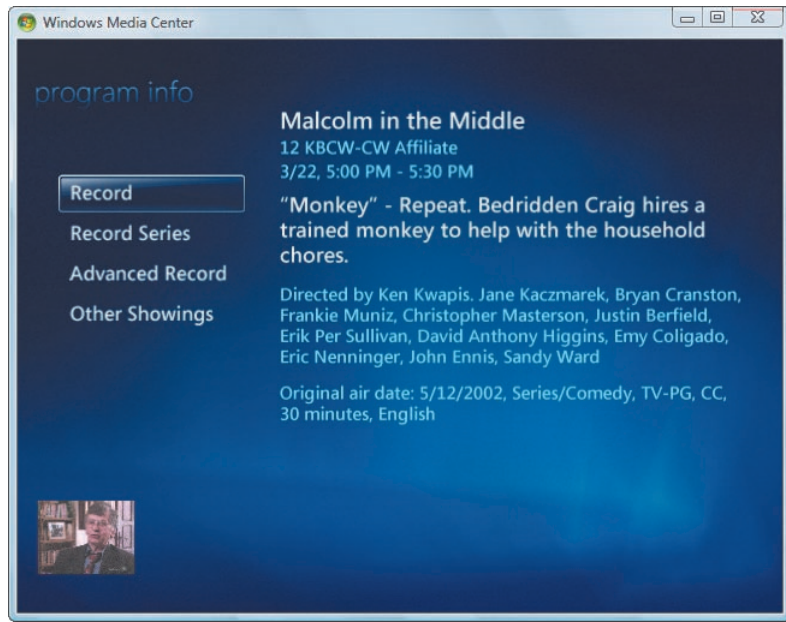 Windows Media Center
program info
Malcolm in the Middle
12 KBCW-CW Affiliate
3/22, 5:00 PM - 5:30 PM
Record
Record Series
Advanced Record
Other Showings
“Monkey” - Repeat. Bedridden Craig hires a
trained monkey to help with the household
chores.
Directed by Ken Kwapis. Jane Kaczmarek, Bryan Cranston,
Frankie Muniz, Christopher Masterson, Justin Berfield,
Erik Per Sullivan, David Anthony Higgins, Emy Coligado,
Eric Nenninger, John Ennis, Sandy Ward
Original air date: 5/12/2002, Series/Comedy, TV-PG, CC,
30 minutes, English